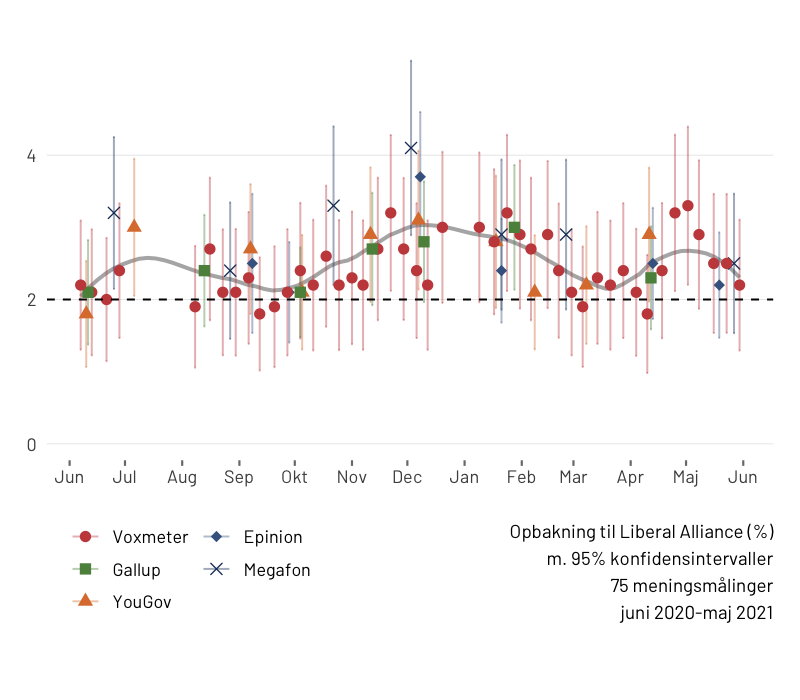 4
2
0
Jun Jul Aug Sep Okt Nov Dec Jan Feb Mar Apr Maj Jun
Voxmeter Epinion
Gallup Megafon
YouGov
Opbakning til Liberal Alliance (%)
m. 95% konfidensintervaller
75 meningsmålinger
juni 2020-maj 2021